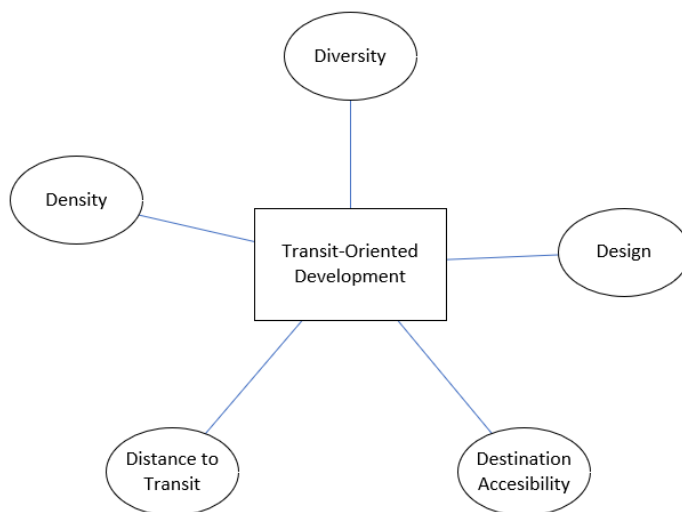 Diversity
Density
Transit-Oriented
Development
Design
Distance to
Transit
Destination
Accesibility